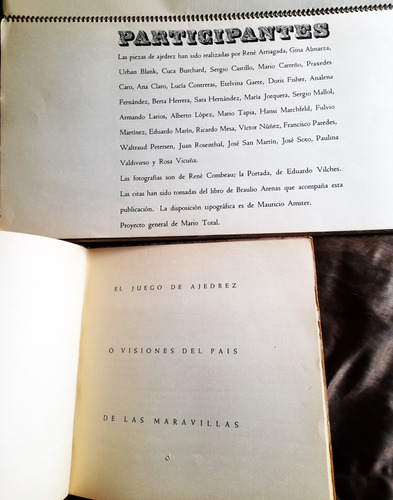 PARTICIPANTES
Las piezas de ajedrez han sido realizadas por René Arriagada, Gina Almarza,
Urban Blank, Cuca Burchard, Sergio Castillo, Mario Carreño, Praxedes
Caro, Ana Claro, Lucía Contreras, Etelvina Gaete, Doris Fisher, Analena
Fernández, Berta Herrera, Sara Hernández, María Jorquera, Sergio Mallol,
Armando Larios, Alberto López, Mario Tapia, Hansi Marchfeld, Fulvio
Martínez, Eduardo Marín, Ricardo Mesa, Víctor Núñez, Francisco Paredes,
Waltraud Petersen, Juan Rosenthal, José San Martín, José Soto, Paulina
Valdivieso y Rosa Vicuña.
Las fotografías son de René Combeau; la Portada, de Eduardo Vilches.
Las citas han sido tomadas del libro de Braulio Arenas que acompaña esta
publicación. La disposición tipográfica es de Mauricio Amster.
Proyecto general de Mario Toral.
EL JUEGO DE AJEDREZ
O VISIONES DEL PAIS
DE LAS MARAVILLAS